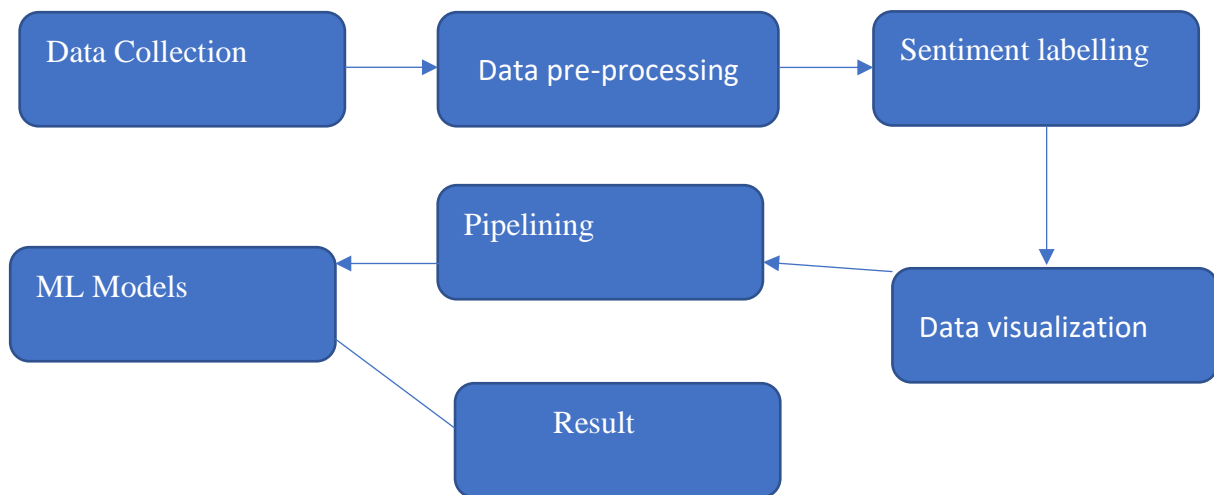 Data Collection
Data pre-processing
Sentiment labelling
Data visualization
Pipelining
ML Models
Result